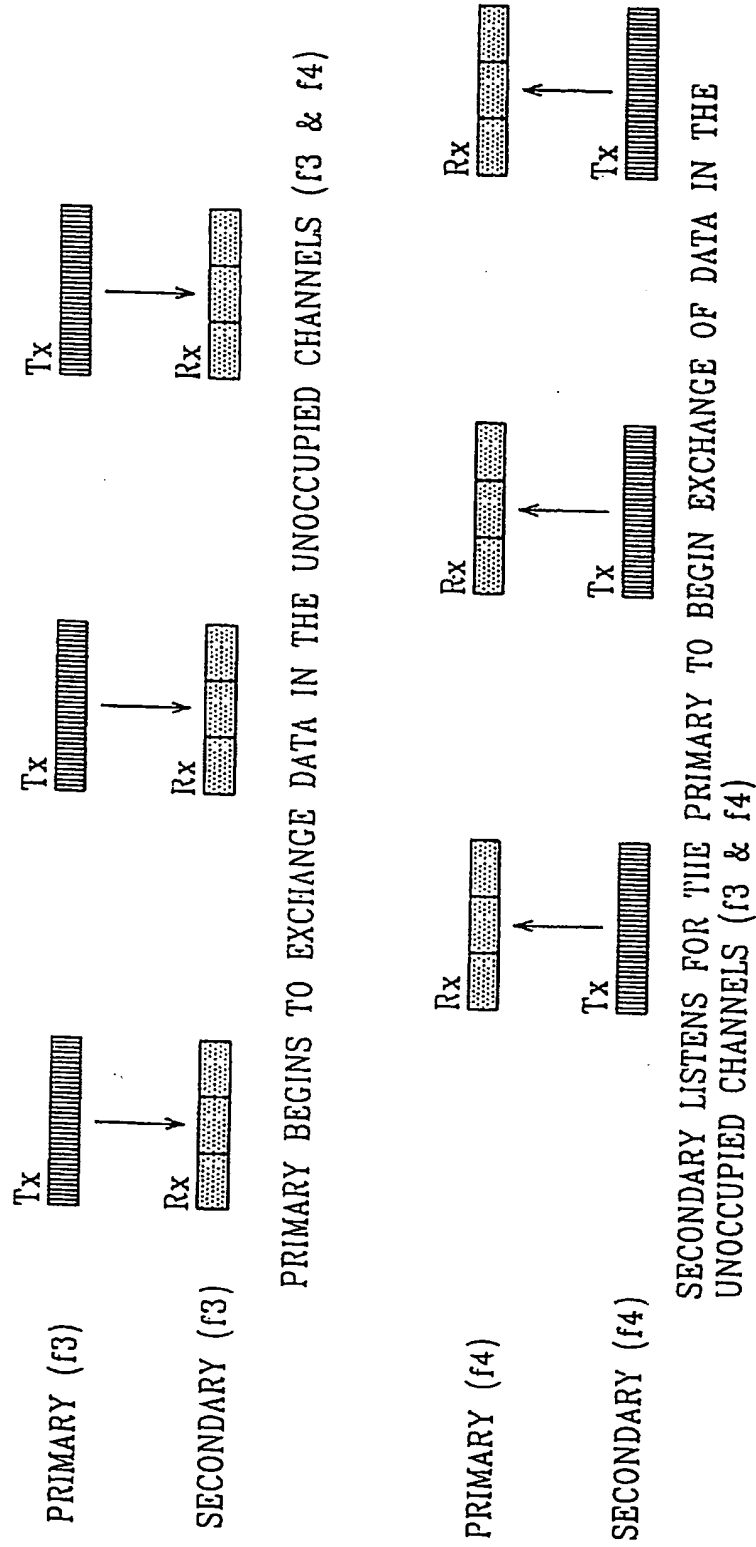 Tx Tx Tx
PRIMARY (f3)
Rx Rx Rx
SECONDARY (f3)
PRIMARY BEGINS TO EXCHANGE DATA IN THE UNOCCUPIED CHANNELS (f3 & f4)
Rx Rx Rx
PRIMARY (f4)
Tx Tx Tx
SECONDARY (f4)
SECONDARY LISTENS FOR THE PRIMARY TO BEGIN EXCHANGE OF DATA IN THE
UNOCCUPIED CHANNELS (f3 & f4)